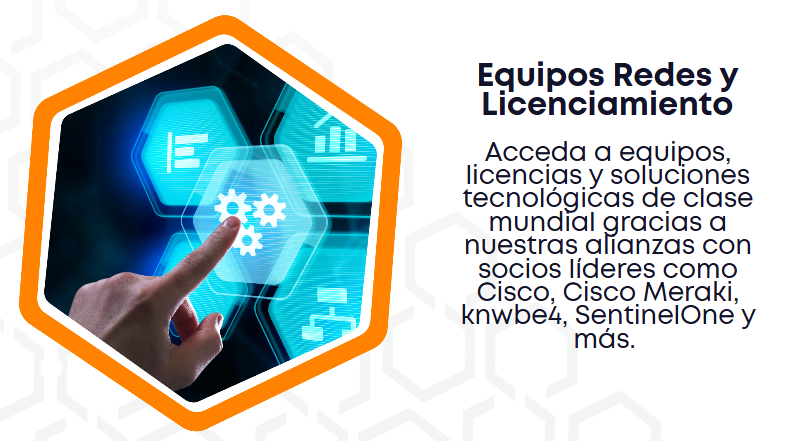 Equipos Redes y
Licenciamiento
Acceda a equipos,
licencias y soluciones
tecnológicas de clase
mundial gracias a
nuestras alianzas con
socios líderes como
Cisco, Cisco Meraki,
knwbe4, SentinelOne y
más.